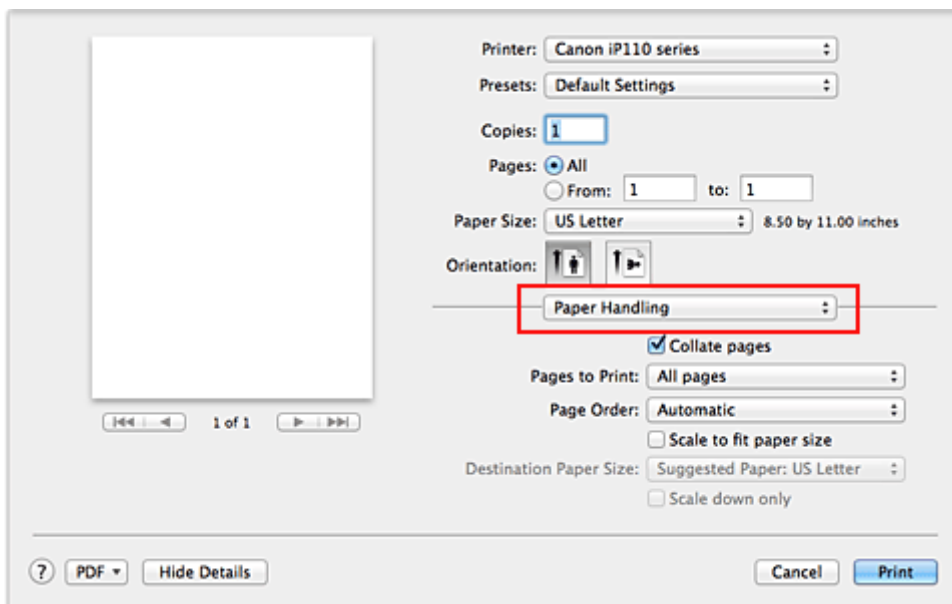 Printer: Canon iP110 series
Presets: Default Settings
Copies: 1
Pages: All
From: 1 to: 1
Paper Size: US Letter 8.50 by 11.00 inches
Orientation:
Paper Handling
Collate pages
Pages to Print: All pages
Page Order: Automatic
Scale to fit paper size
Destination Paper Size: Suggested Paper: US Letter
Scale down only
1 of 1
? PDF Hide Details Cancel Print